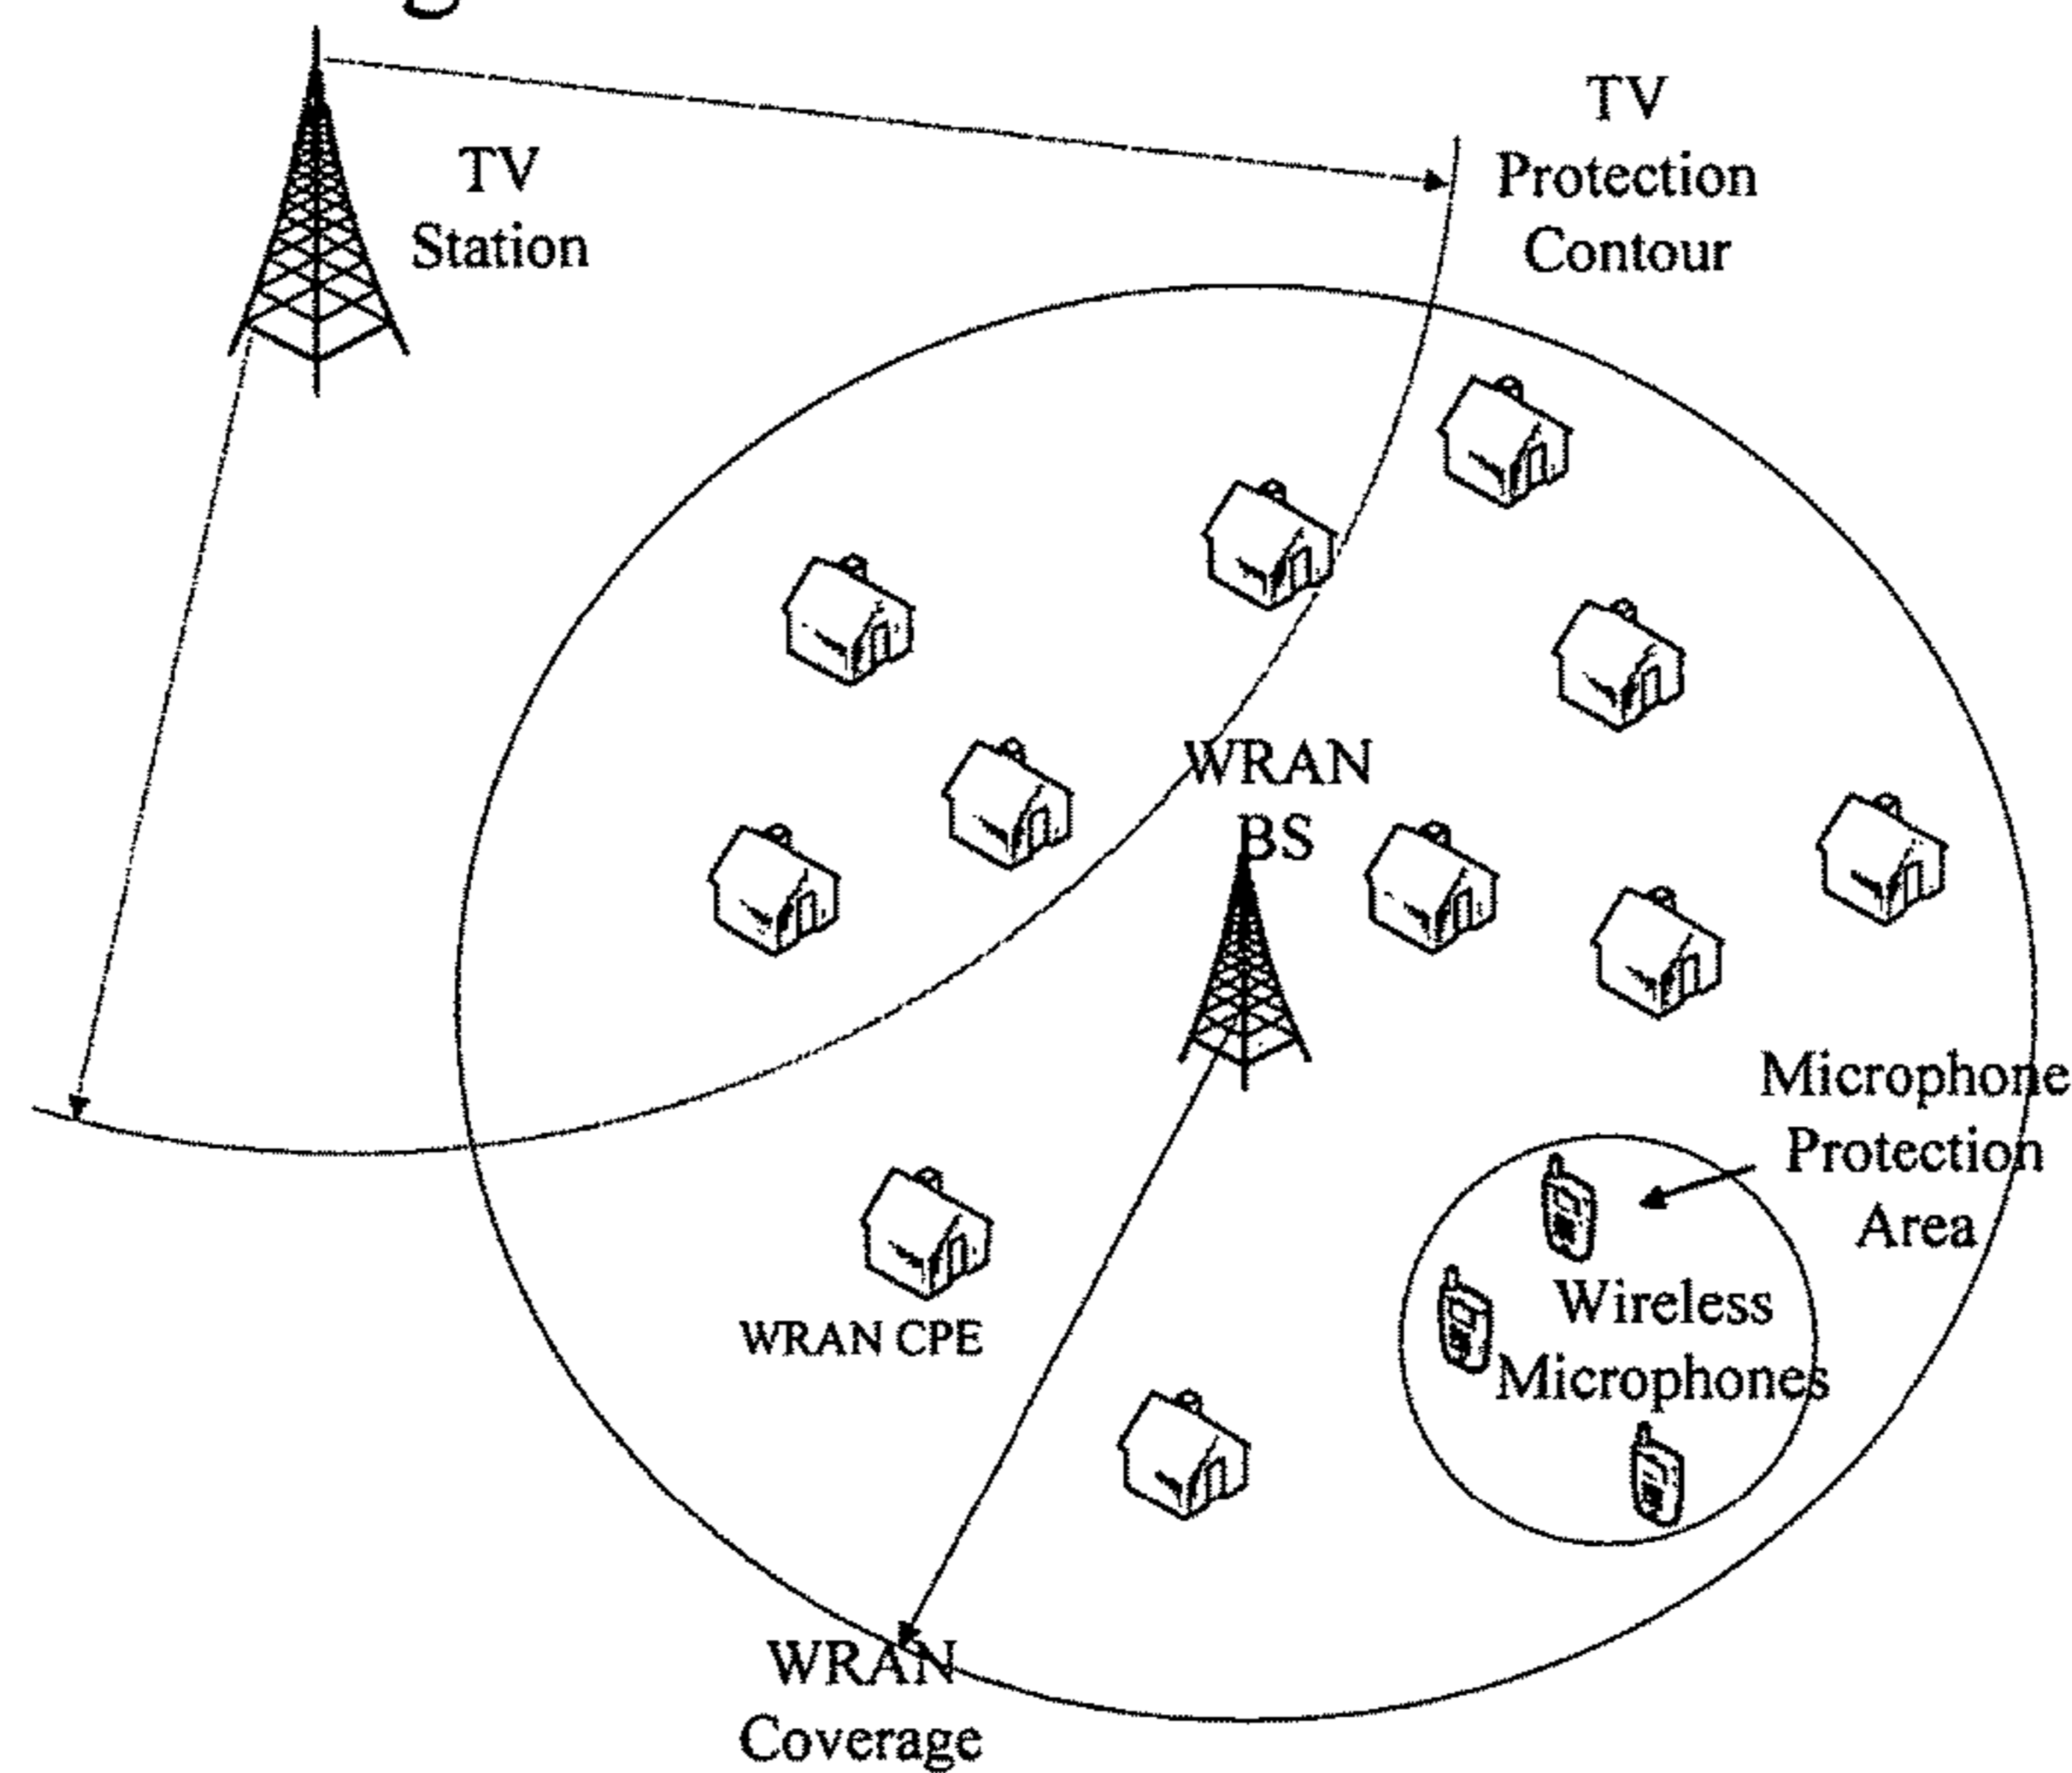 TV
Station
TV
Protection
Contour
WRAN
BS
Microphone
Protection
Area
Wireless
Microphones
WRAN CPE
WRAN
Coverage